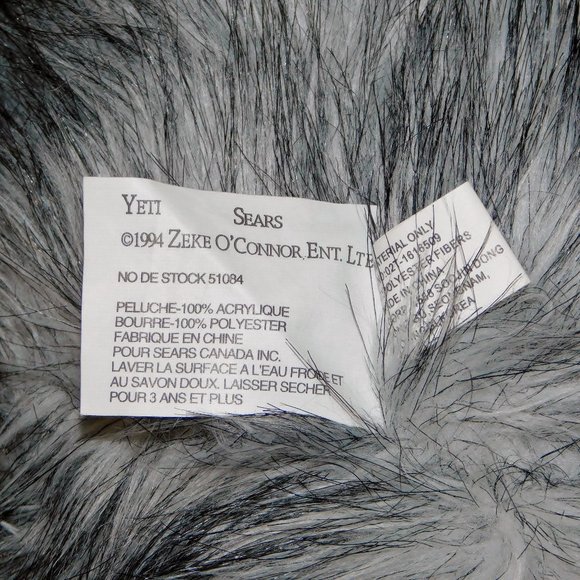 YETI SEARS
©1994 ZEKE O'CONNOR ENT. LTE
NO DE STOCK 51084
PELUCHE-100% ACRYLIQUE
BOURRE-100% POLYESTER
FABRIQUE EN CHINE
POUR SEARS CANADA INC.
LAVER LA SURFACE A L'EAU FROIDE ET
AU SAVON DOUX. LAISSER SECHER
POUR 3 ANS ET PLUS
TERIAL ONLY
POLYESTER FIBERS
DE IN CHINA